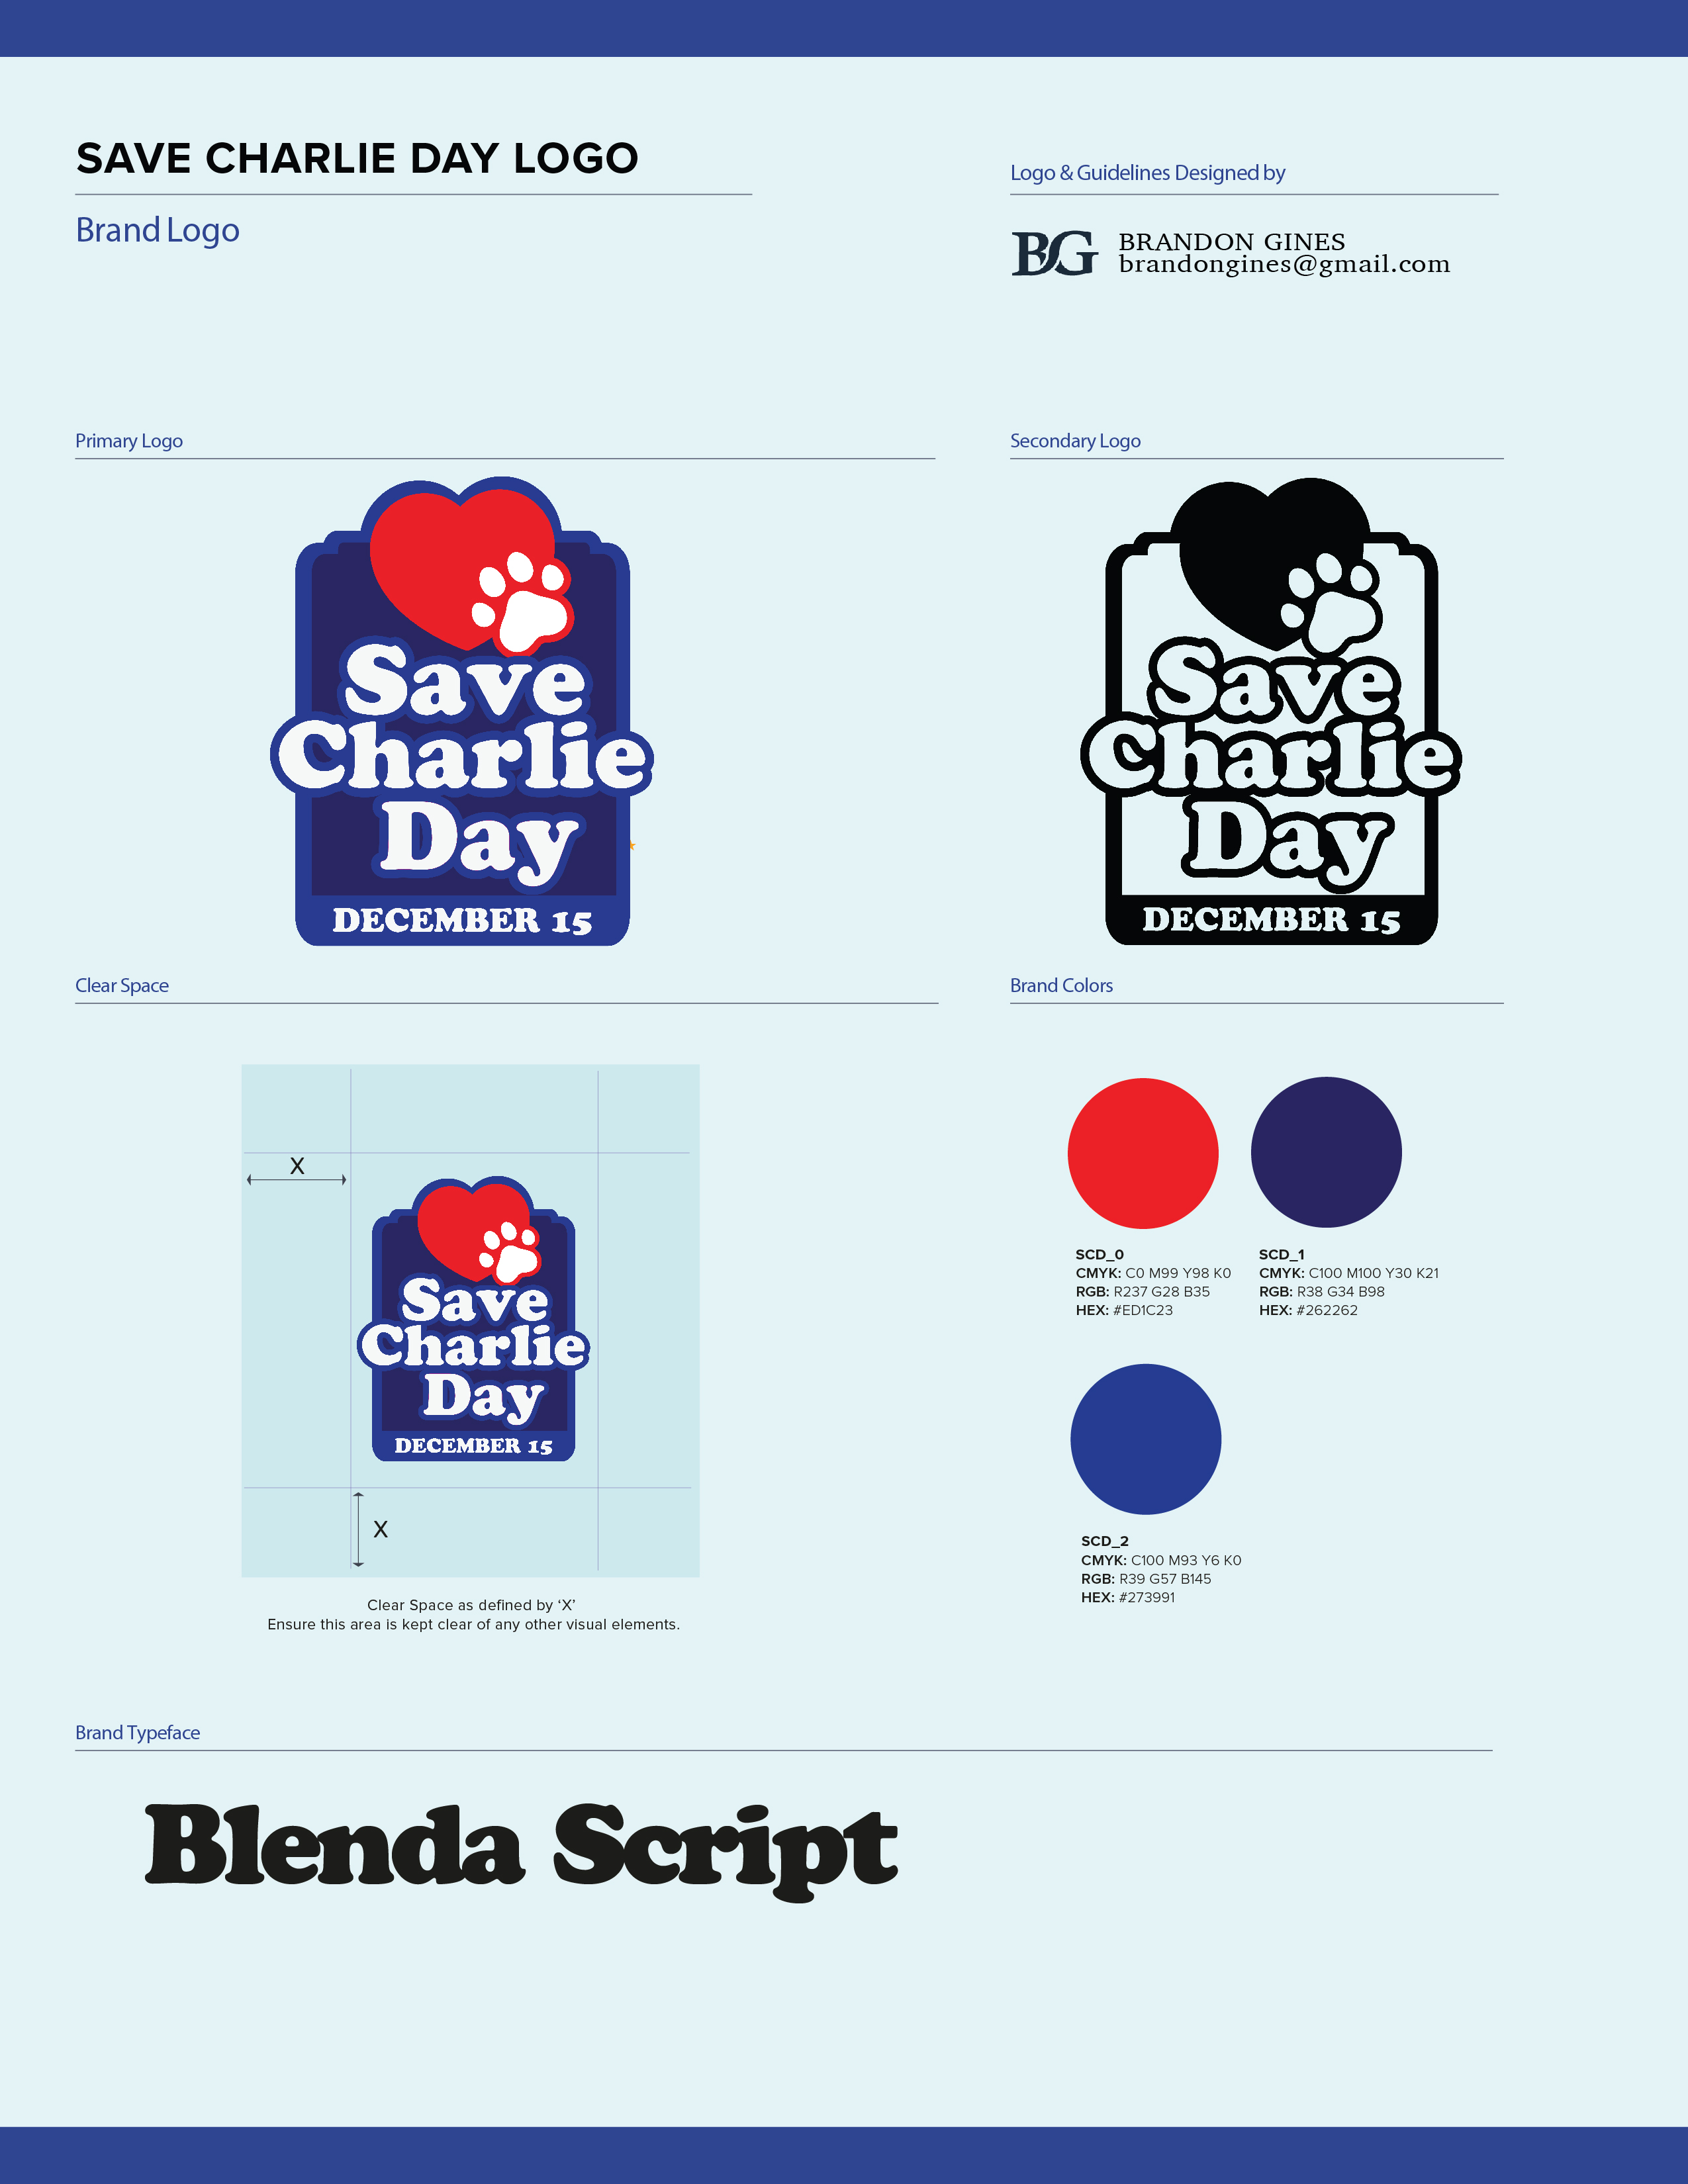 SAVE CHARLIE DAY LOGO
Brand Logo
Logo & Guidelines Designed by
BG
BRANDON GINES
brandongines@gmail.com
Primary Logo
Save
Charlie
Day
DECEMBER 15
Secondary Logo
Save
Charlie
Day
DECEMBER 15
Clear Space
X
Save
Charlie
Day
DECEMBER 15
X
Clear Space as defined by ‘X’
Ensure this area is kept clear of any other visual elements.
Brand Colors
SCD_0
CMYK: C0 M99 Y98 K0
RGB: R237 G28 B35
HEX: #ED1C23
SCD_1
CMYK: C100 M100 Y30 K21
RGB: R38 G34 B98
HEX: #262262
SCD_2
CMYK: C100 M93 Y6 K0
RGB: R39 G57 B145
HEX: #273991
Brand Typeface
Blenda Script